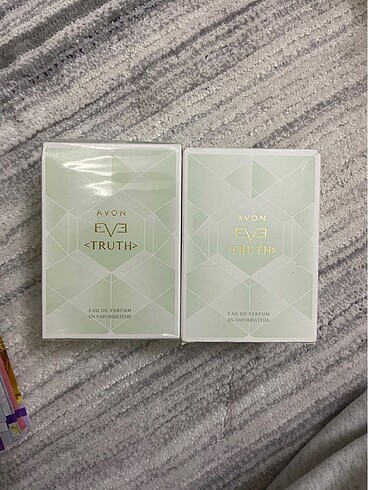 AVON
EVE
<TRUTH>
EAU DE PARFUM
EN VAPORISATEUR
AVON
EVE
<TRUTH>
EAU DE PARFUM
EN VAPORISATEUR